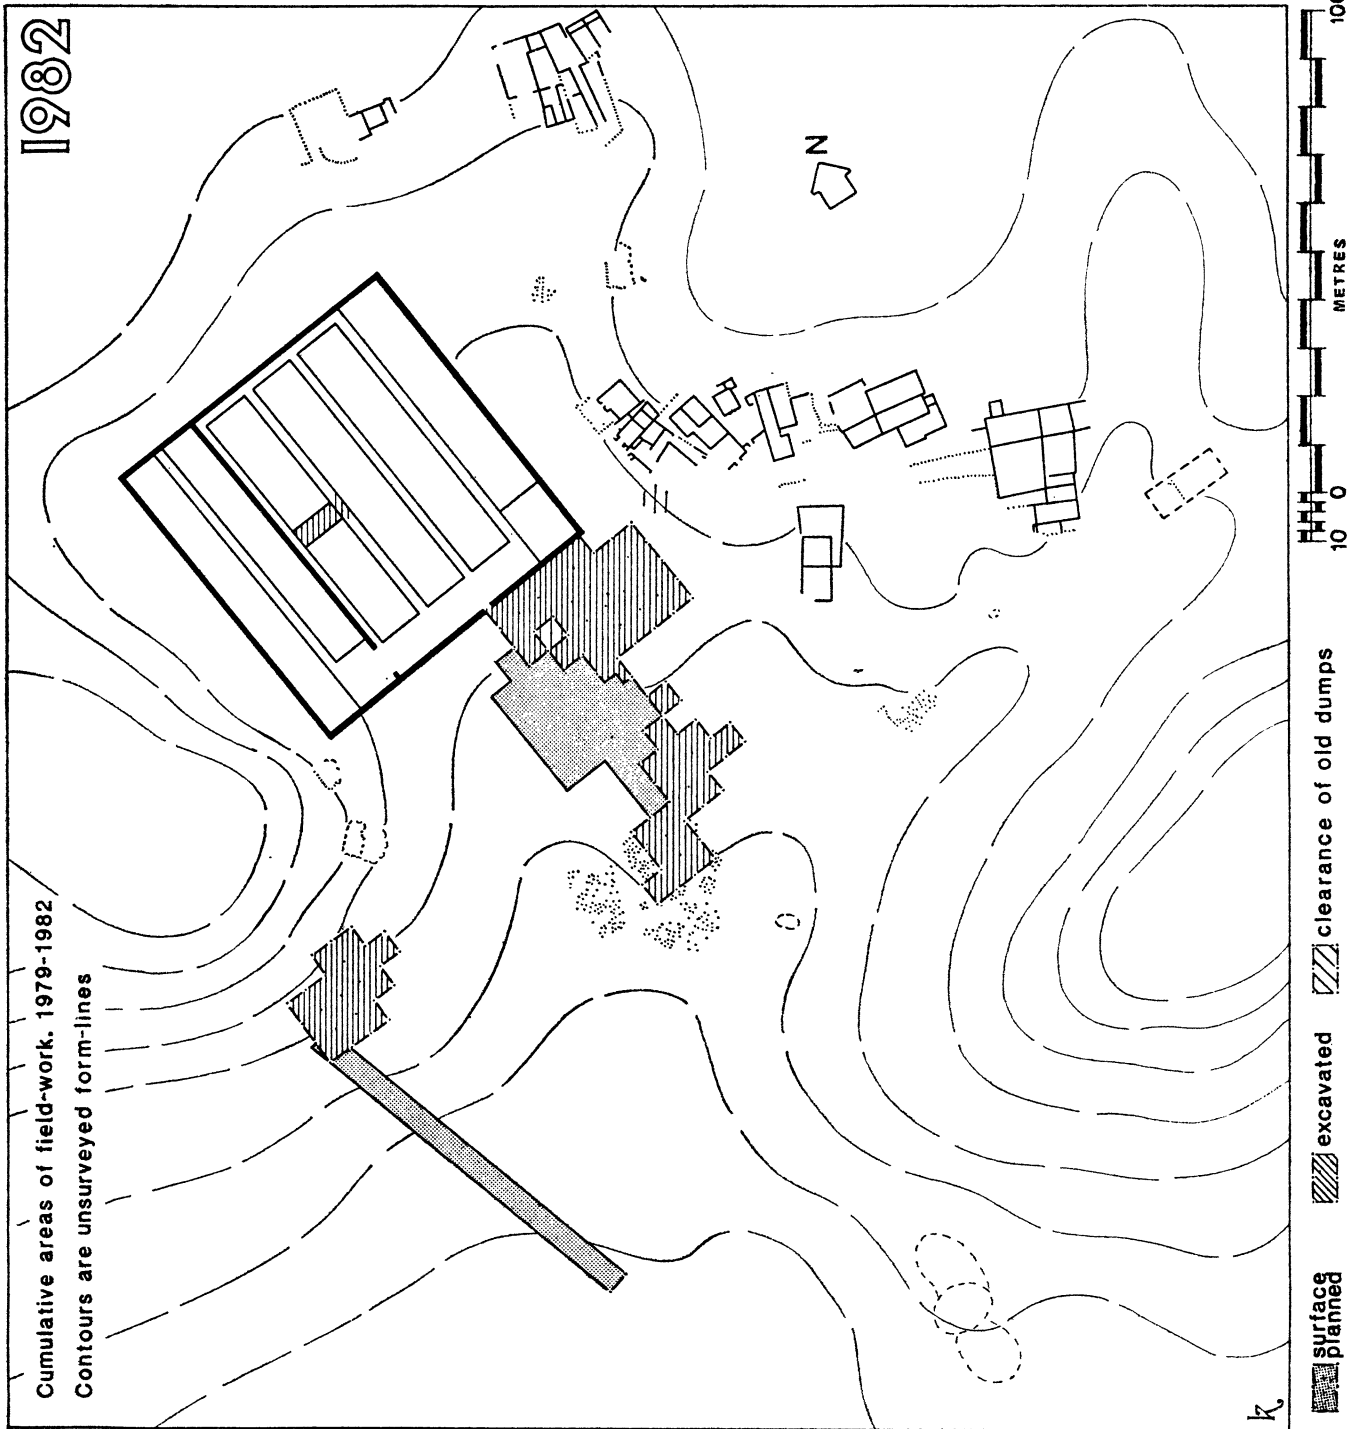 1982
Cumulative areas of field-work. 1979-1982
Contours are unsurveyed form-lines
N
k
surface
planned
excavated
clearance of old dumps
10 0 100
METRES